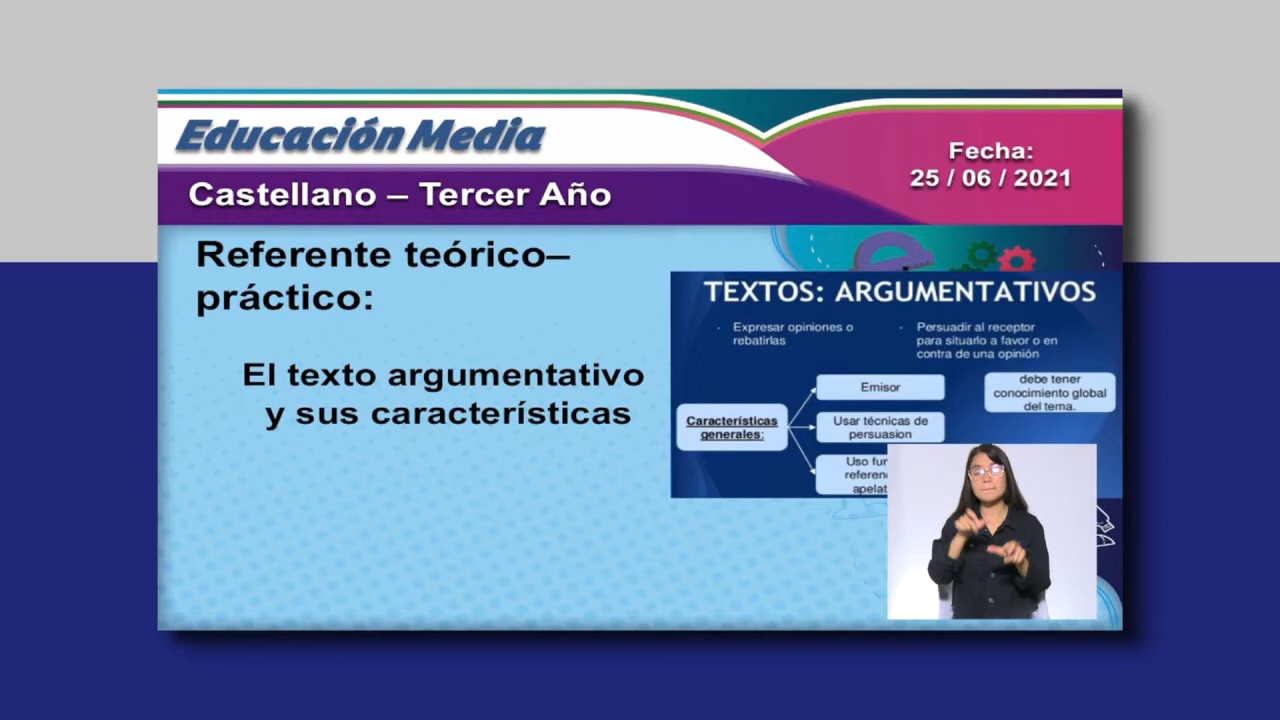 Educación Media
Castellano – Tercer Año
Fecha:
25 / 06 / 2021
Referente teórico–
práctico:
El texto argumentativo
y sus características
TEXTOS: ARGUMENTATIVOS
- Expresar opiniones o
rebatirlas
- Persuadir al receptor
para situarlo a favor o en
contra de una opinión
Características
generales:
Emisor
Usar técnicas de
persuasion
Uso
debe tener
conocimiento global
del tema.